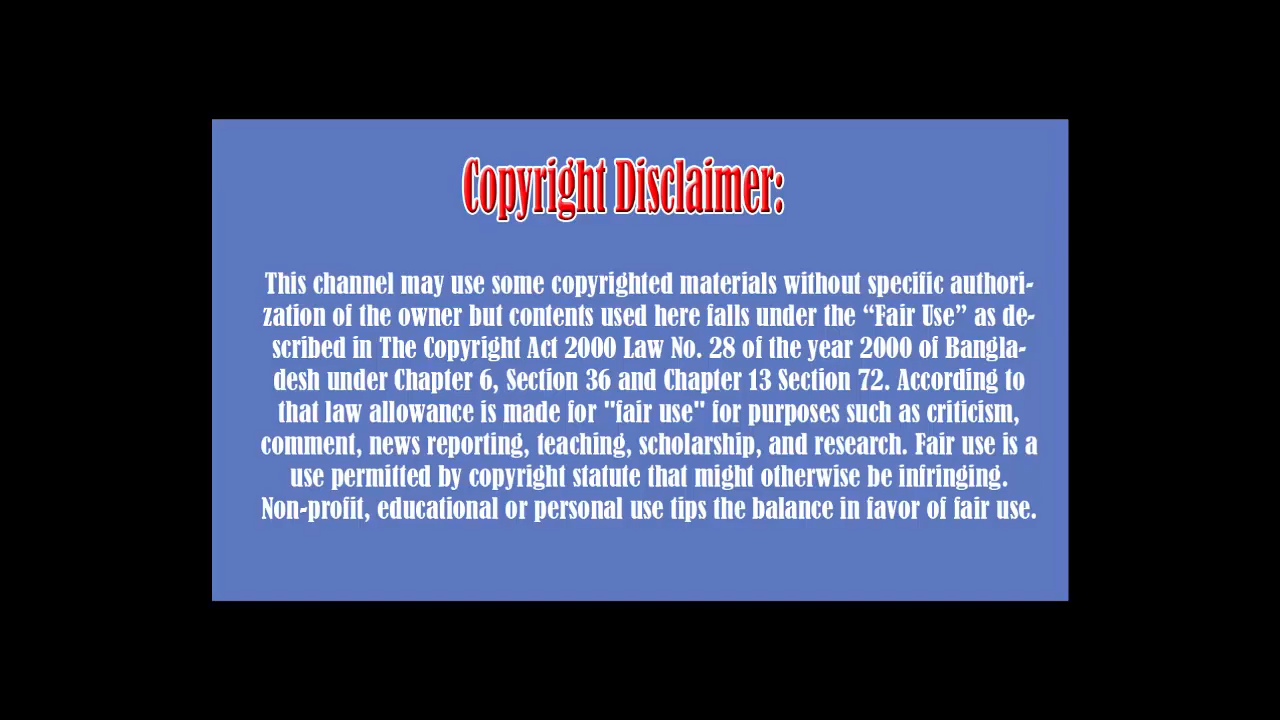 Copyright Disclaimer:
This channel may use some copyrighted materials without specific authori-
zation of the owner but contents used here falls under the “Fair Use” as de-
scribed in The Copyright Act 2000 Law No. 28 of the year 2000 of Bangla-
desh under Chapter 6, Section 36 and Chapter 13 Section 72. According to
that law allowance is made for "fair use" for purposes such as criticism,
comment, news reporting, teaching, scholarship, and research. Fair use is a
use permitted by copyright statute that might otherwise be infringing.
Non-profit, educational or personal use tips the balance in favor of fair use.